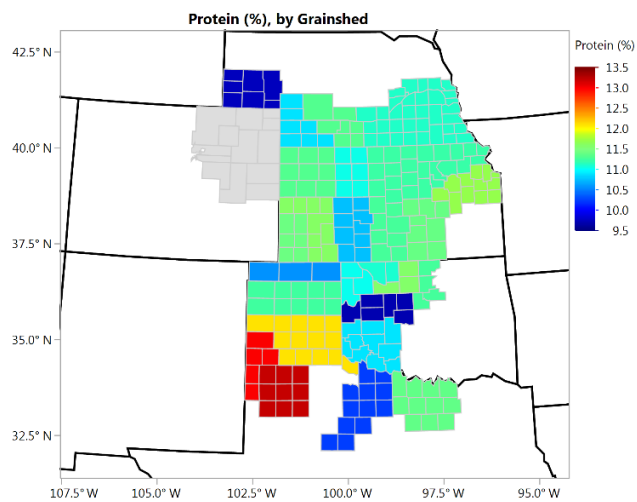 Protein (%), by Grainshed
42.5° N
40.0° N
37.5° N
35.0° N
32.5° N
107.5° W
105.0° W
102.5° W
100.0° W
97.5° W
95.0° W
Protein (%)
13.5
13.0
12.5
12.0
11.5
11.0
10.5
10.0
9.5